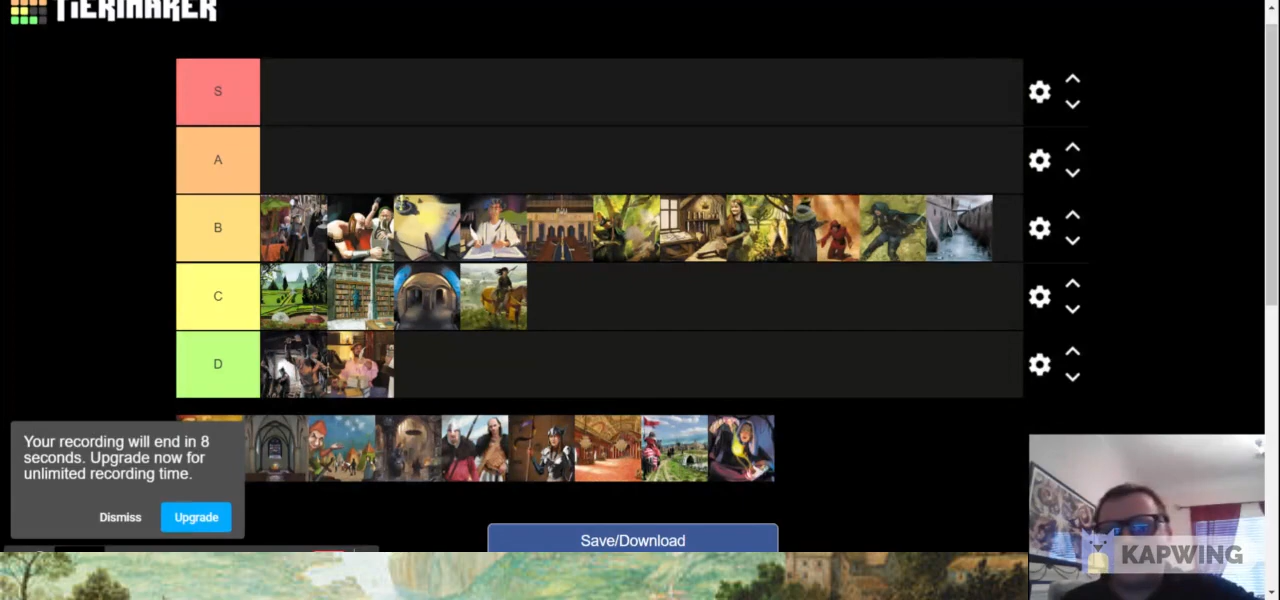 TIERMAKER
S
A
B
C
D
Your recording will end in 8
seconds. Upgrade now for
unlimited recording time.
Dismiss
Upgrade
Save/Download
KAPWING